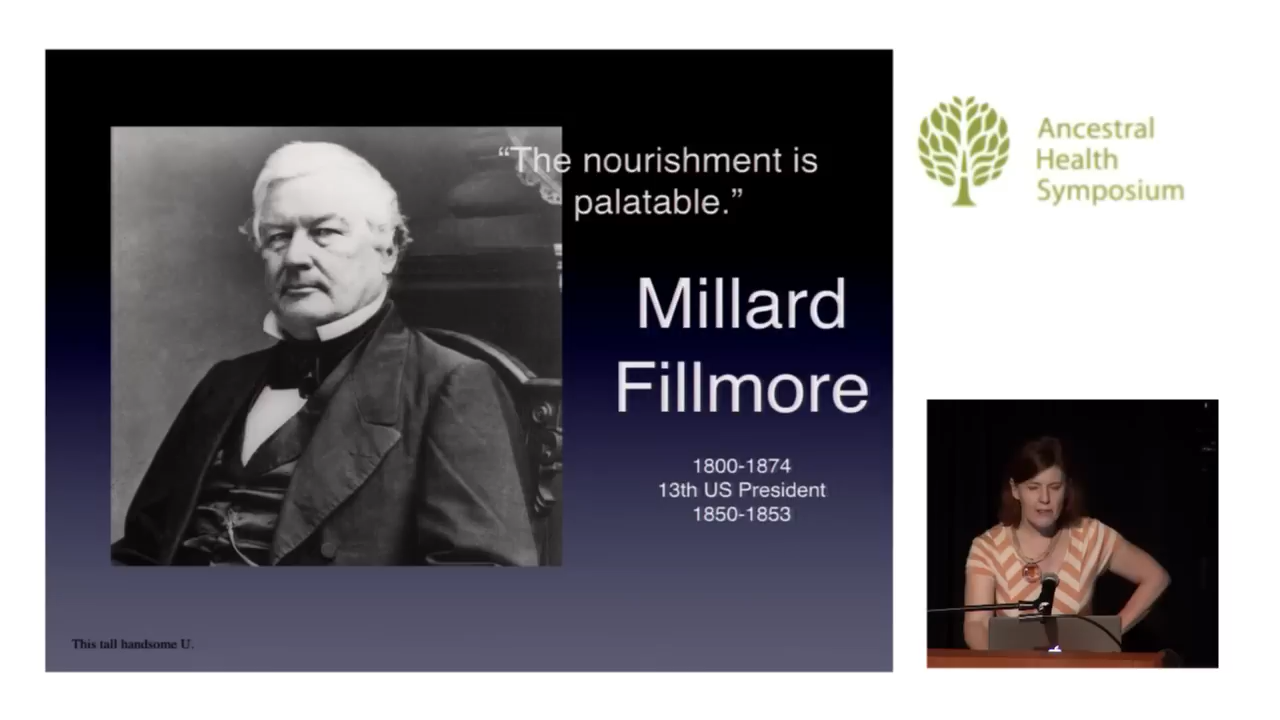 “The nourishment is
palatable.”
Millard
Fillmore
1800-1874
13th US President
1850-1853
This tall handsome U.
Ancestral
Health
Symposium